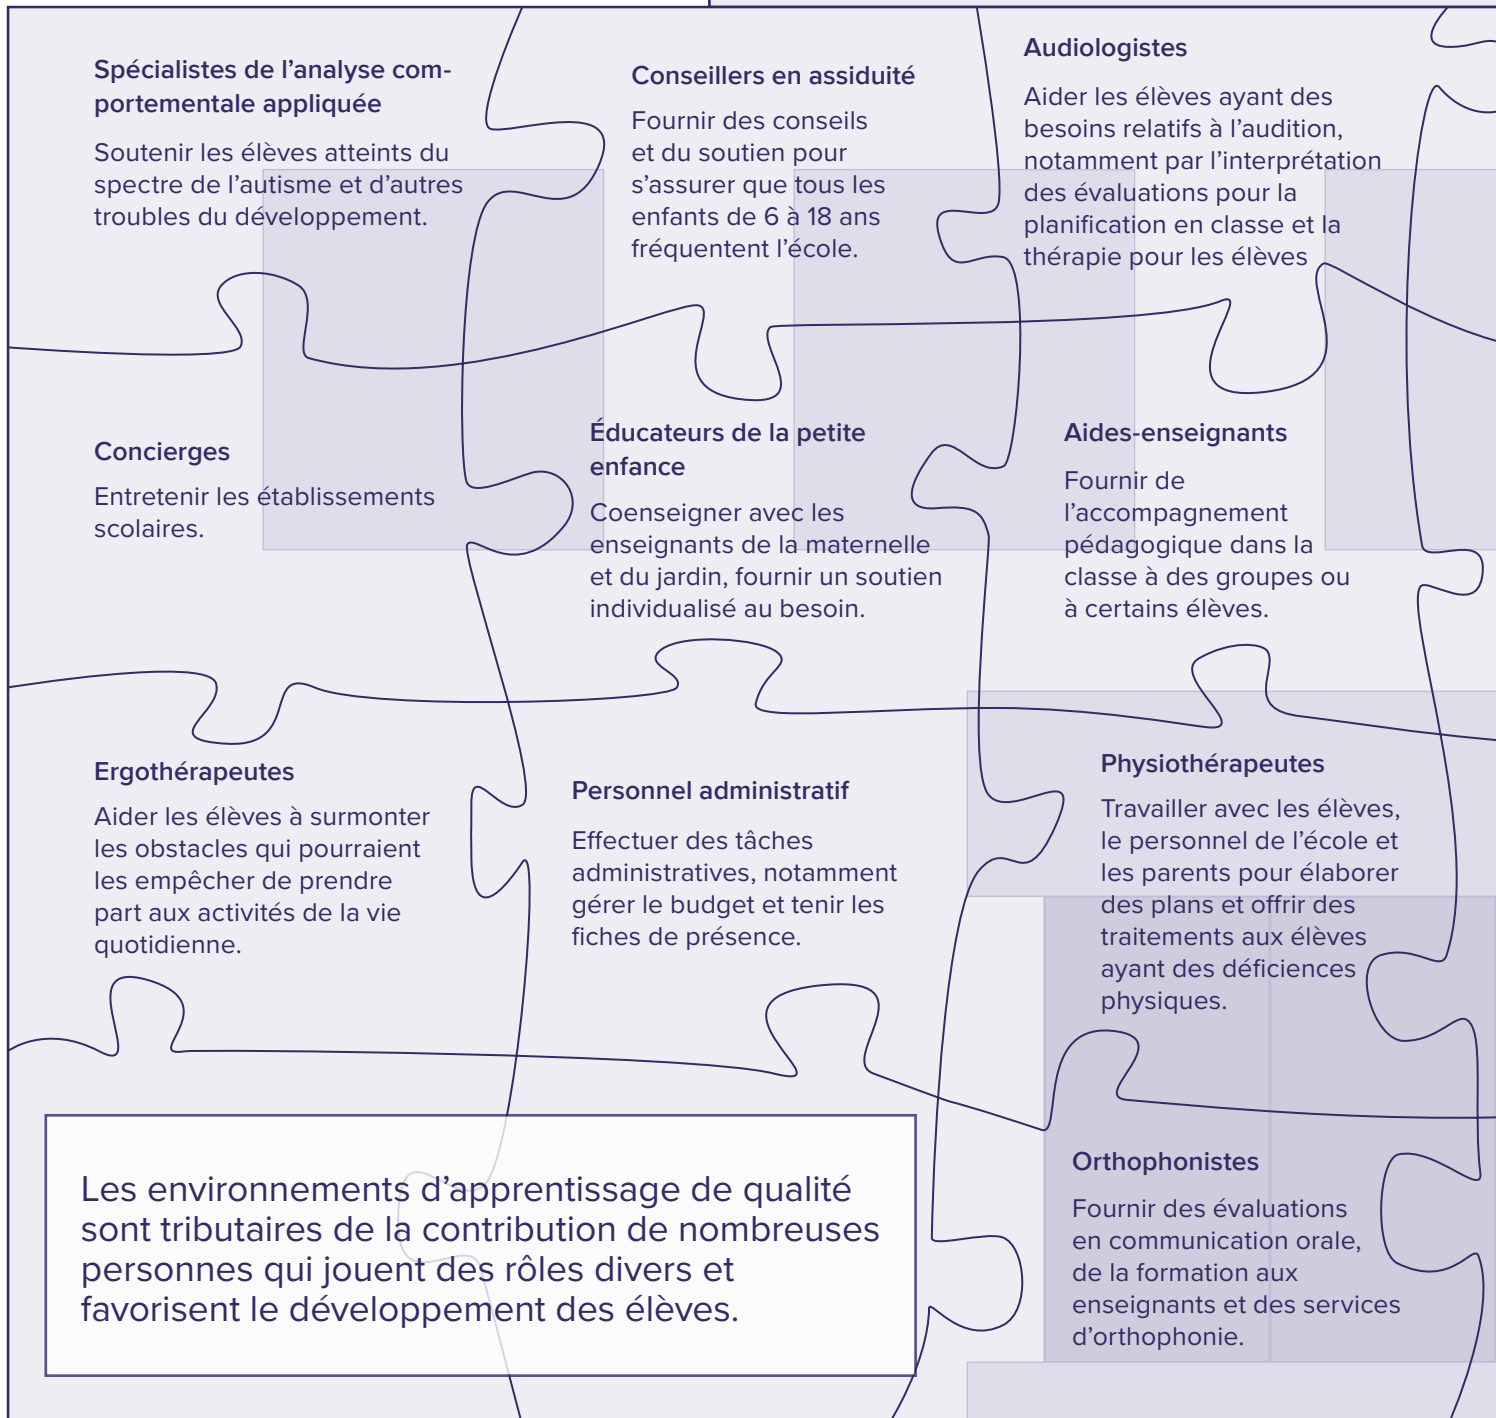 Spécialistes de l'analyse com-
portementale appliquée
Soutenir les élèves atteints du
spectre de l'autisme et d'autres
troubles du développement.
Conseillers en assiduité
Fournir des conseils
et du soutien pour
s'assurer que tous les
enfants de 6 à 18 ans
fréquentent l'école.
Audiologistes
Aider les élèves ayant des
besoins relatifs à l'audition,
notamment par l'interprétation
des évaluations pour la
planification en classe et la
thérapie pour les élèves
Concierges
Entretenir les établissements
scolaires.
Éducateurs de la petite
enfance
Coenseigner avec les
enseignants de la maternelle
et du jardin, fournir un soutien
individualisé au besoin.
Aides-enseignants
Fournir de
l'accompagnement
pédagogique dans la
classe à des groupes ou
à certains élèves.
Ergothérapeutes
Aider les élèves à surmonter
les obstacles qui pourraient
les empêcher de prendre
part aux activités de la vie
quotidienne.
Personnel administratif
Effectuer des tâches
administratives, notamment
gérer le budget et tenir les
fiches de présence.
Physiothérapeutes
Travailler avec les élèves,
le personnel de l'école et
les parents pour élaborer
des plans et offrir des
traitements aux élèves
ayant des déficiences
physiques.
Les environnements d'apprentissage de qualité
sont tributaires de la contribution de nombreuses
personnes qui jouent des rôles divers et
favorisent le développement des élèves.
Orthophonistes
Fournir des évaluations
en communication orale,
de la formation aux
enseignants et des services
d'orthophonie.